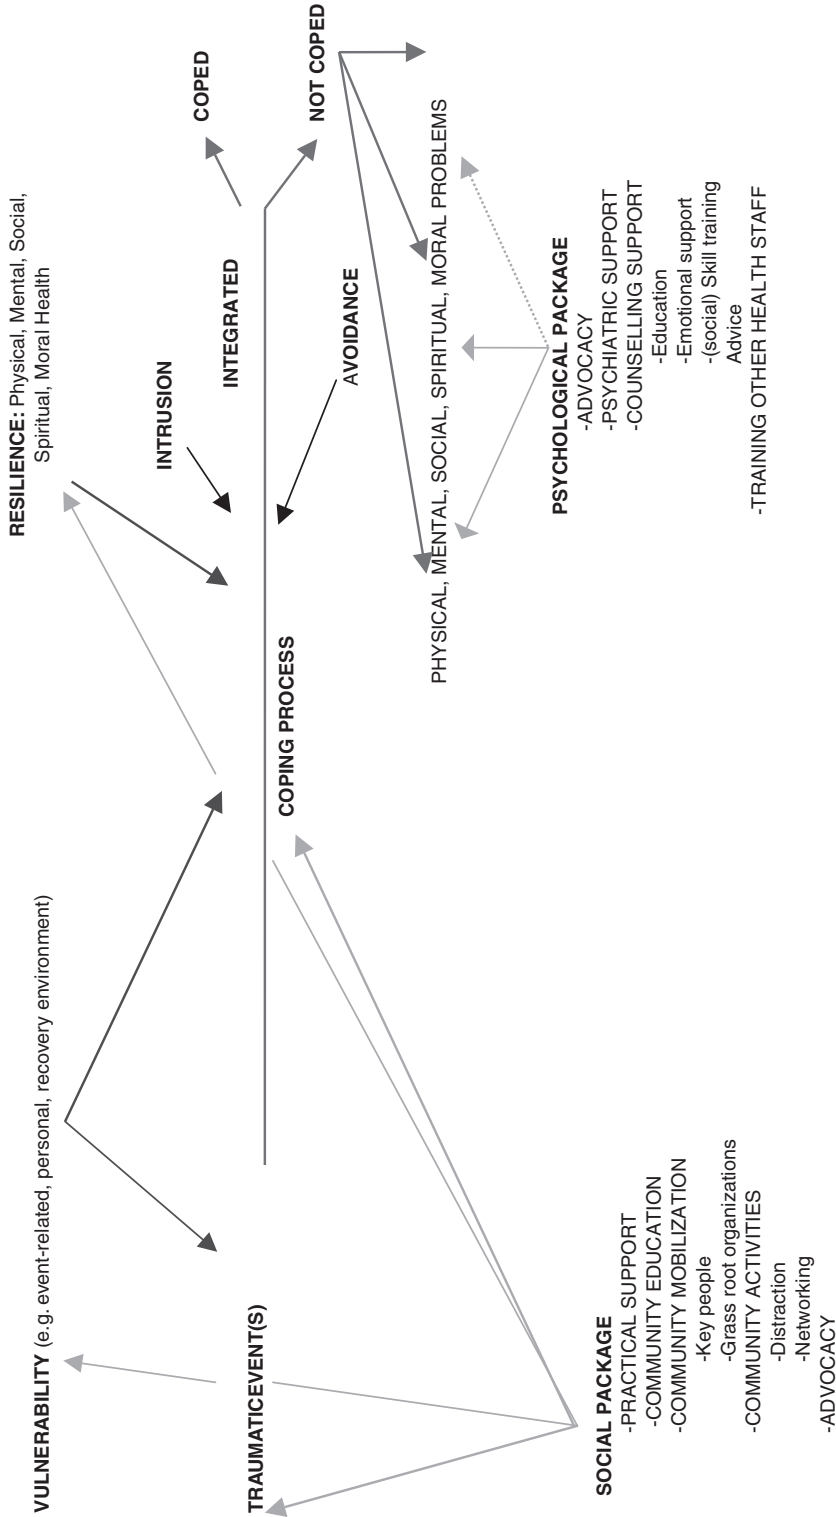 VULNERABILITY (e.g. event-related, personal, recovery environment)
RESILIENCE: Physical, Mental, Social,
Spiritual, Moral Health
TRAUMATICEVENT(S)
COPING PROCESS
INTRUSION
INTEGRATED
AVOIDANCE
COPED
NOT COPED
PHYSICAL, MENTAL, SOCIAL, SPIRITUAL, MORAL PROBLEMS
SOCIAL PACKAGE
-PRACTICAL SUPPORT
-COMMUNITY EDUCATION
-COMMUNITY MOBILIZATION
-Key people
-Grass root organizations
-COMMUNITY ACTIVITIES
-Distraction
-Networking
-ADVOCACY
PSYCHOLOGICAL PACKAGE
-ADVOCACY
-PSYCHIATRIC SUPPORT
-COUNSELLING SUPPORT
-Education
-Emotional support
-(social) Skill training
Advice
-TRAINING OTHER HEALTH STAFF